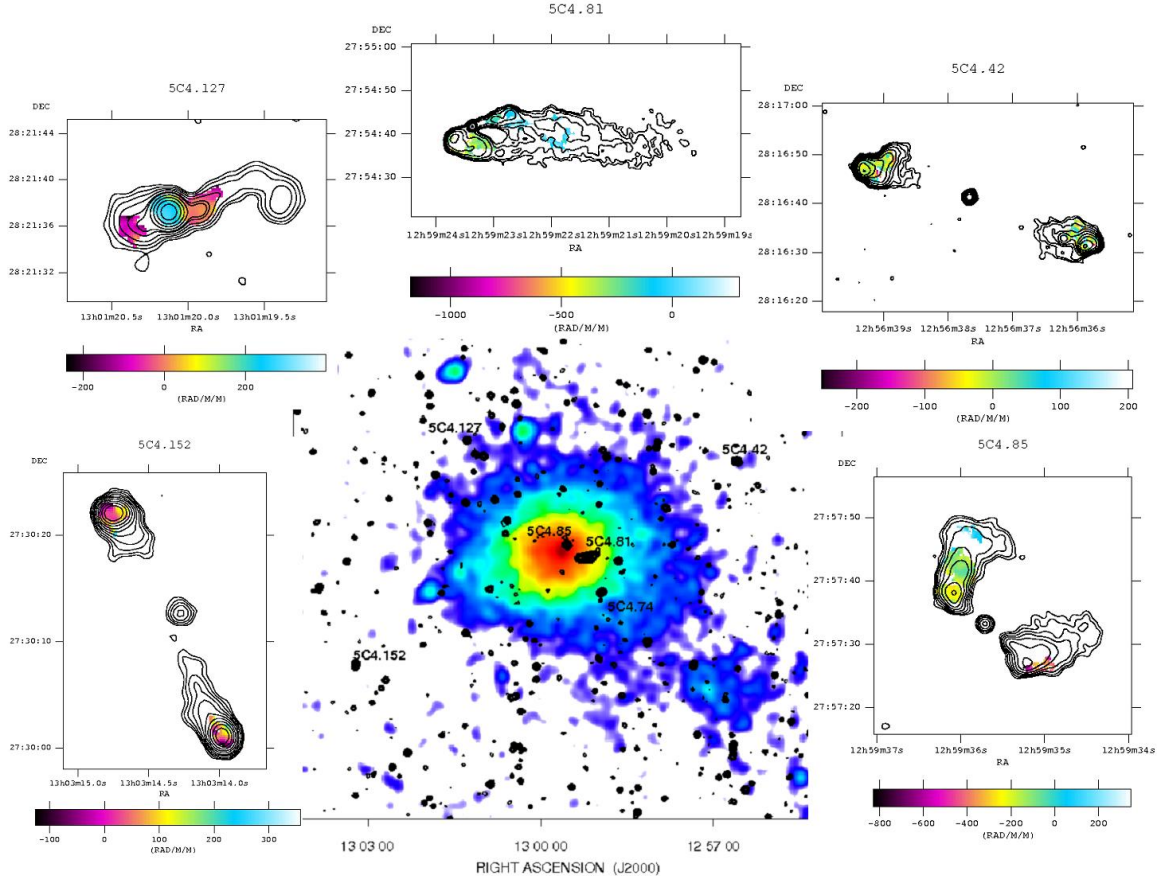 5C4.81
DEC
27:55:00
27:54:50
27:54:40
27:54:30
12h59m24s
12h59m23s
12h59m22s
12h59m21s
12h59m20s
12h59m19s
RA
-1000
-500
0
(RAD/M/M)
5C4.127
DEC
28:21:44
28:21:40
28:21:36
28:21:32
13h01m20.5s
13h01m20.0s
13h01m19.5s
RA
-200
0
200
(RAD/M/M)
5C4.42
DEC
28:17:00
28:16:50
28:16:40
28:16:30
28:16:20
12h56m39s
12h56m38s
12h56m37s
12h56m36s
RA
-200
-100
0
100
200
(RAD/M/M)
5C4.152
DEC
27:30:20
27:30:10
27:30:00
13h03m15.0s
13h03m14.5s
13h03m14.0s
RA
-100
0
100
200
300
(RAD/M/M)
5C4.127
5C4.42
5C4.85
5C4.81
5C4.74
5C4.152
13 03 00
13 00 00
12 57 00
RIGHT ASCENSION (J2000)
5C4.85
DEC
27:57:50
27:57:40
27:57:30
27:57:20
12h59m37s
12h59m36s
12h59m35s
12h59m34s
RA
-800
-600
-400
-200
0
200
(RAD/M/M)